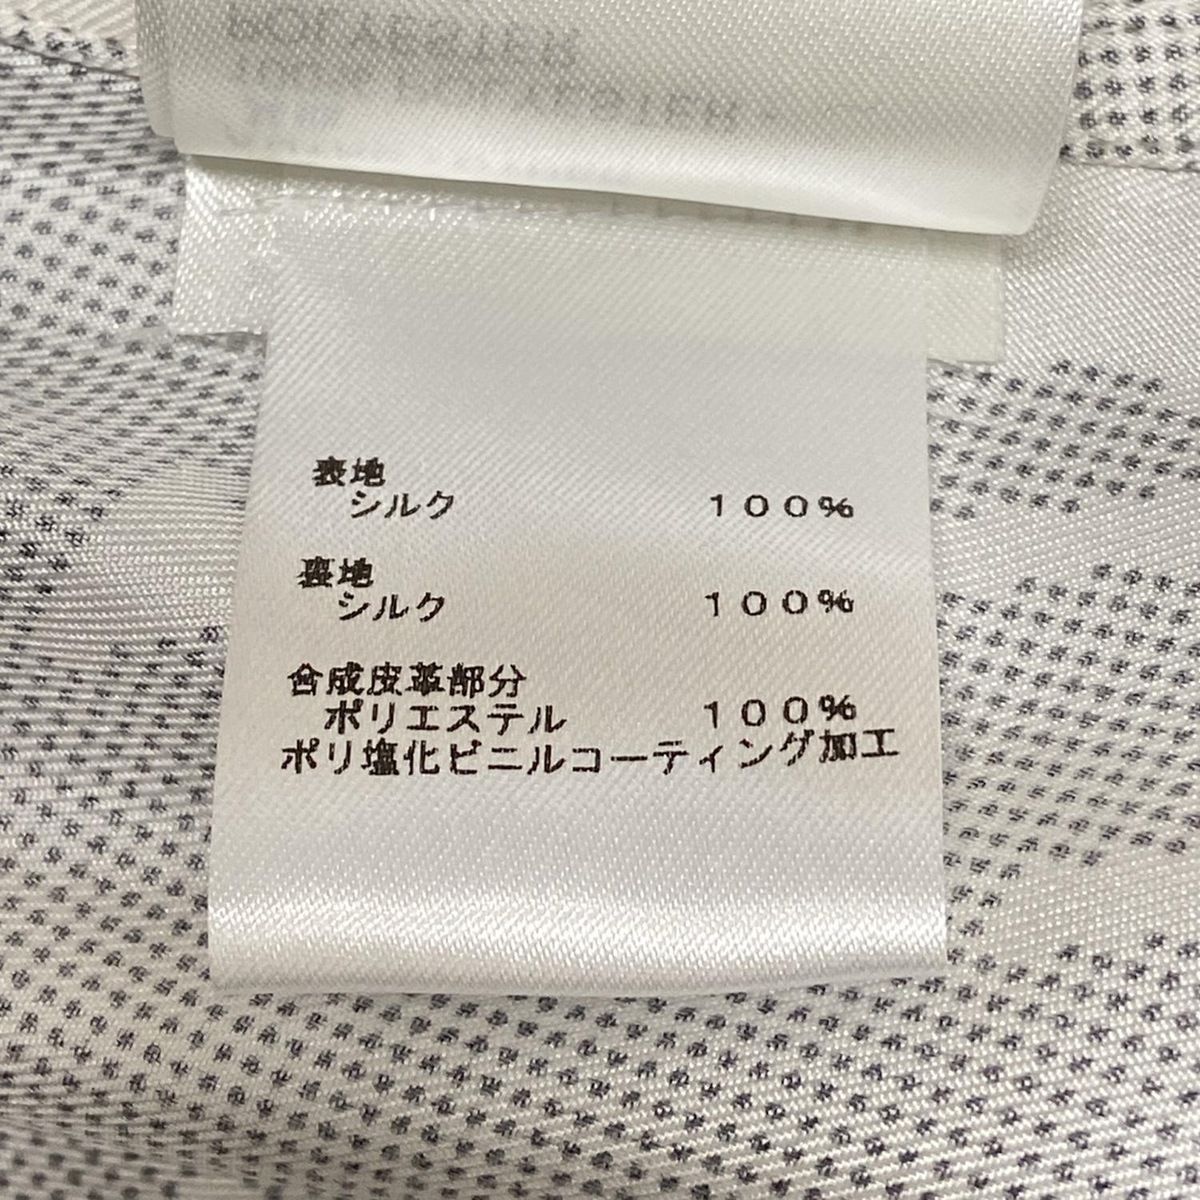 表地
シルク 100%
裏地
シルク 100%
合成皮革部分
ポリエステル 100%
ポリ塩化ビニルコーティング加工